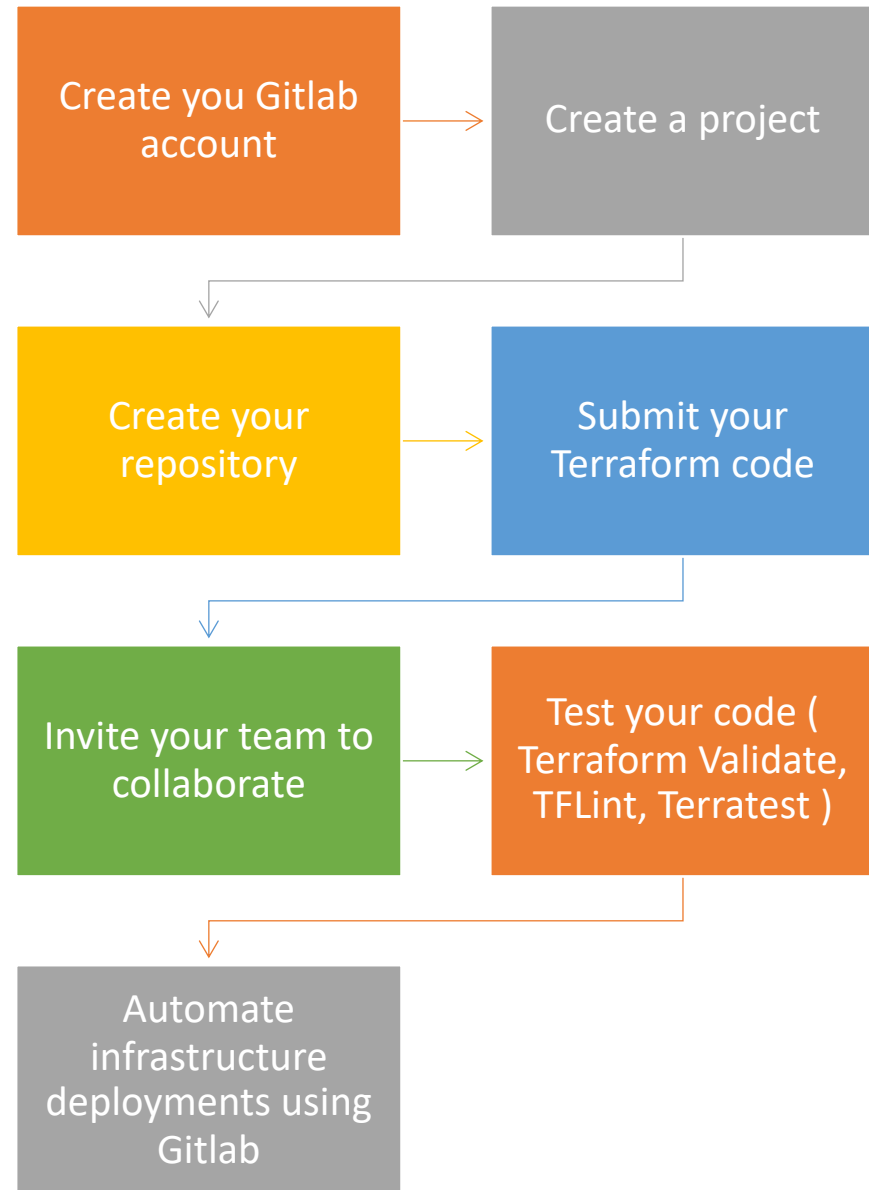 Create you Gitlab
account
Create a project
Create your
repository
Submit your
Terraform code
Invite your team to
collaborate
Test your code (
Terraform Validate,
TFLint, Terratest )
Automate
infrastructure
deployments using
Gitlab